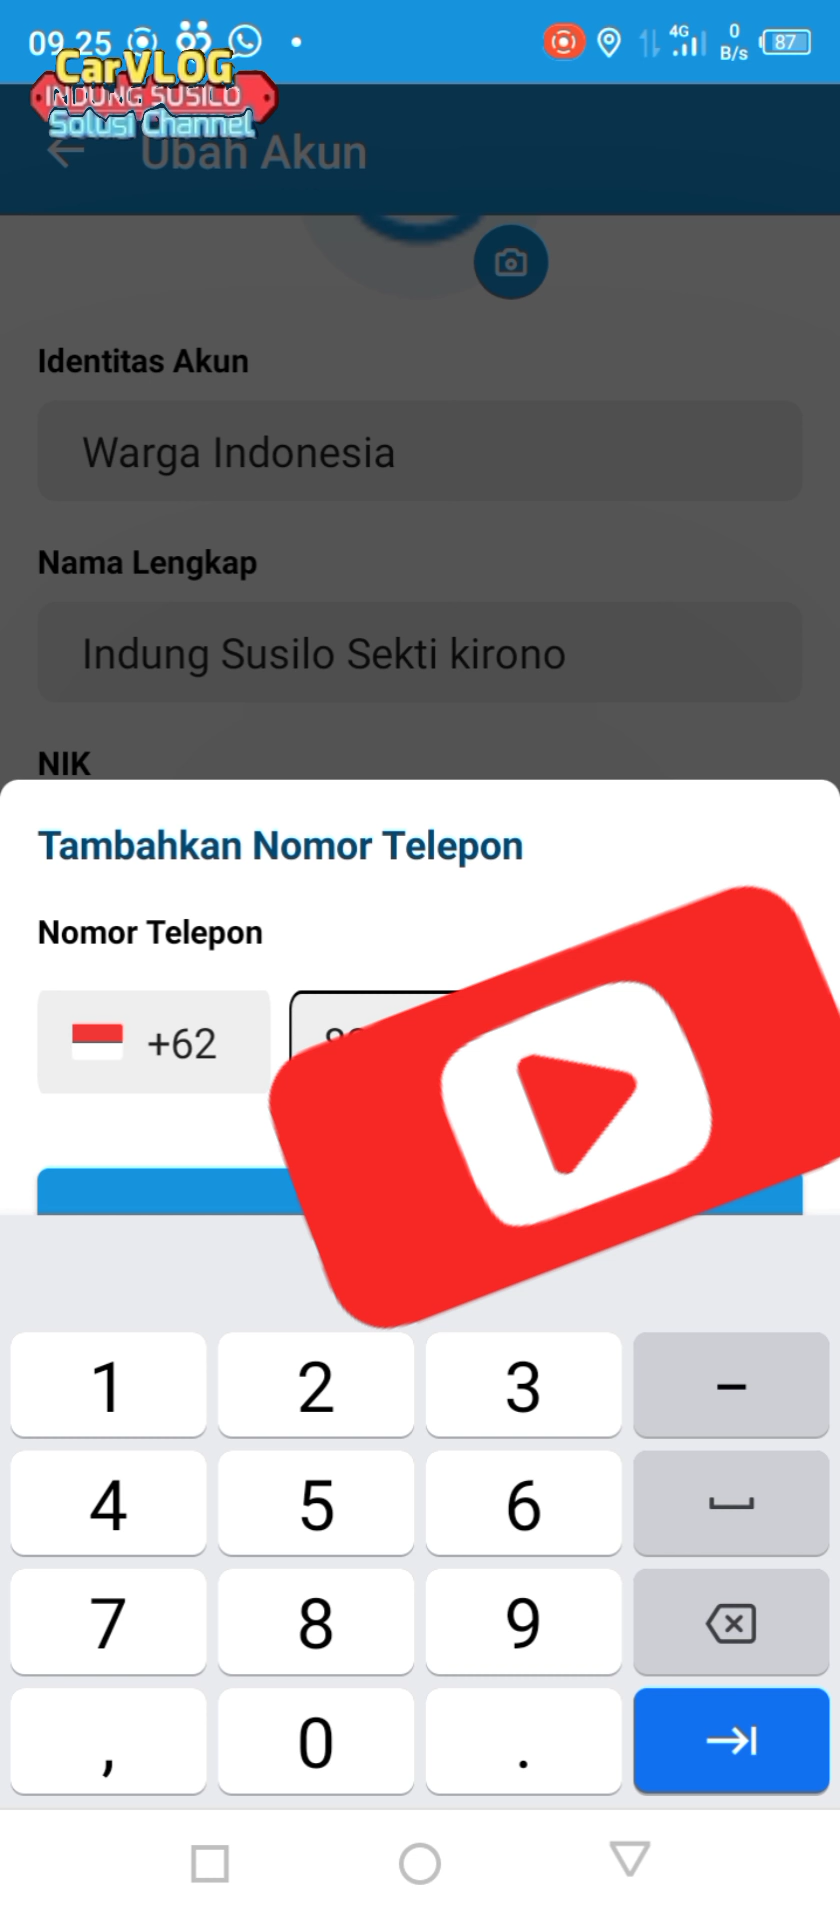 09.25
4G
0
B/s
87
CarVLOG
INDUNG SUSILO
Solusi Channel
Ubah Akun
Identitas Akun
Warga Indonesia
Nama Lengkap
Indung Susilo Sekti kirono
NIK
Tambahkan Nomor Telepon
Nomor Telepon
+62
1 2 3 –
4 5 6
7 8 9
, 0 .